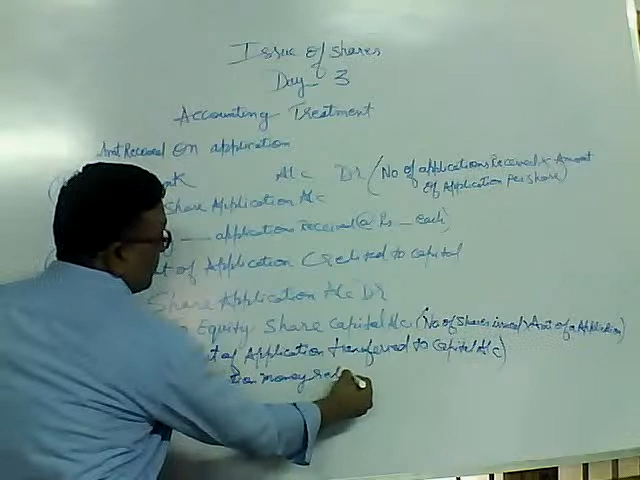 Issue of shares
Day 3
Accounting Treatment
Amt Received on application
A/c Dr (No of applications Received x Amount
of Application per share)
Share Application A/c
applications Received @ Rs _ each)
of Application Credited to capital
Share Application A/c Dr
Equity Share Capital A/c (No of Shares issued x Amt of Application)
of Application transferred to Capital A/c)
money